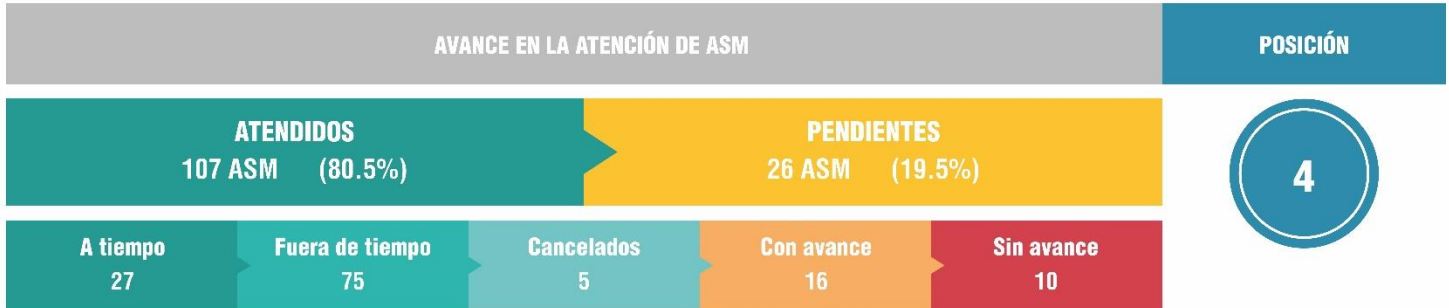 AVANCE EN LA ATENCIÓN DE ASM
POSICIÓN
ATENDIDOS
107 ASM (80.5%)
PENDIENTES
26 ASM (19.5%)
4
A tiempo
27
Fuera de tiempo
75
Cancelados
5
Con avance
16
Sin avance
10